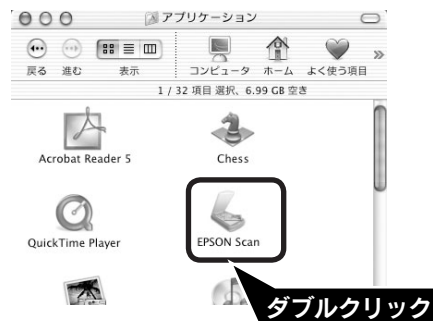 アプリケーション
戻る 進む 表示 コンピュータ ホーム よく使う項目
1 / 32 項目 選択、6.99 GB 空き
Acrobat Reader 5 Chess
QuickTime Player EPSON Scan
ダブルクリック